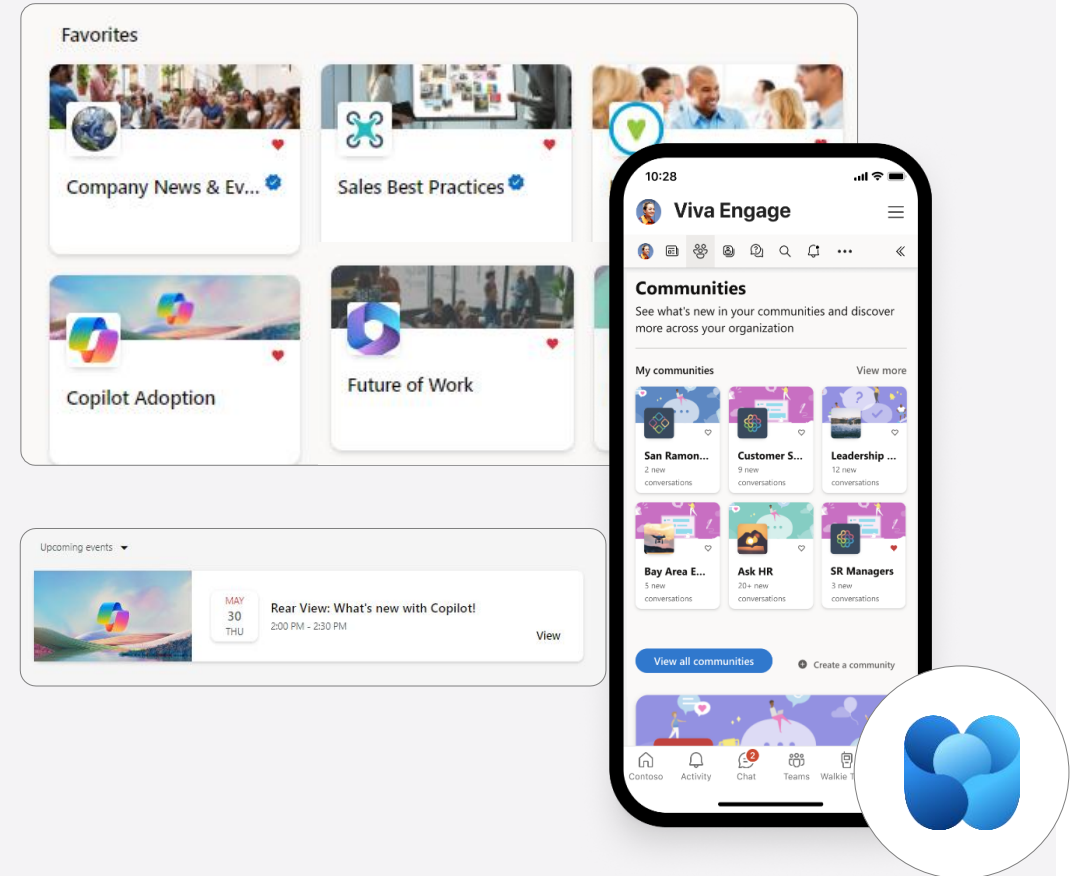 Favorites
Company News & Ev...
Sales Best Practices
Copilot Adoption
Future of Work
Upcoming events
MAY
30
THU
Rear View: What's new with Copilot!
2:00 PM - 2:30 PM
View
10:28
Viva Engage
Communities
See what's new in your communities and discover
more across your organization
My communities
View more
San Ramon...
2 new
conversations
Customer S...
9 new
conversations
Leadership ...
12 new
conversations
Bay Area E...
5 new
conversations
Ask HR
20+ new
conversations
SR Managers
3 new
conversations
View all communities
Create a community
2
Contoso
Activity
Chat
Teams
Walkie T